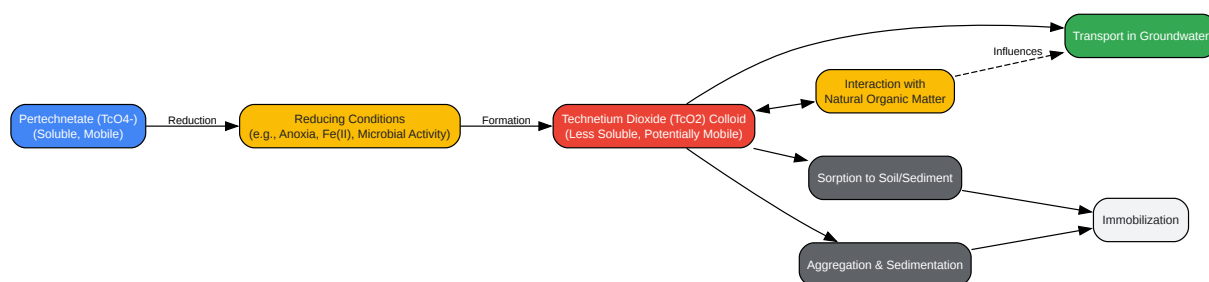 Pertechnetate (TcO4-)
(Soluble, Mobile)
Reduction
Reducing Conditions
(e.g., Anoxia, Fe(II), Microbial Activity)
Formation
Technetium Dioxide (TcO2) Colloid
(Less Soluble, Potentially Mobile)
Transport in Groundwater
Influences
Interaction with
Natural Organic Matter
Sorption to Soil/Sediment
Immobilization
Aggregation & Sedimentation